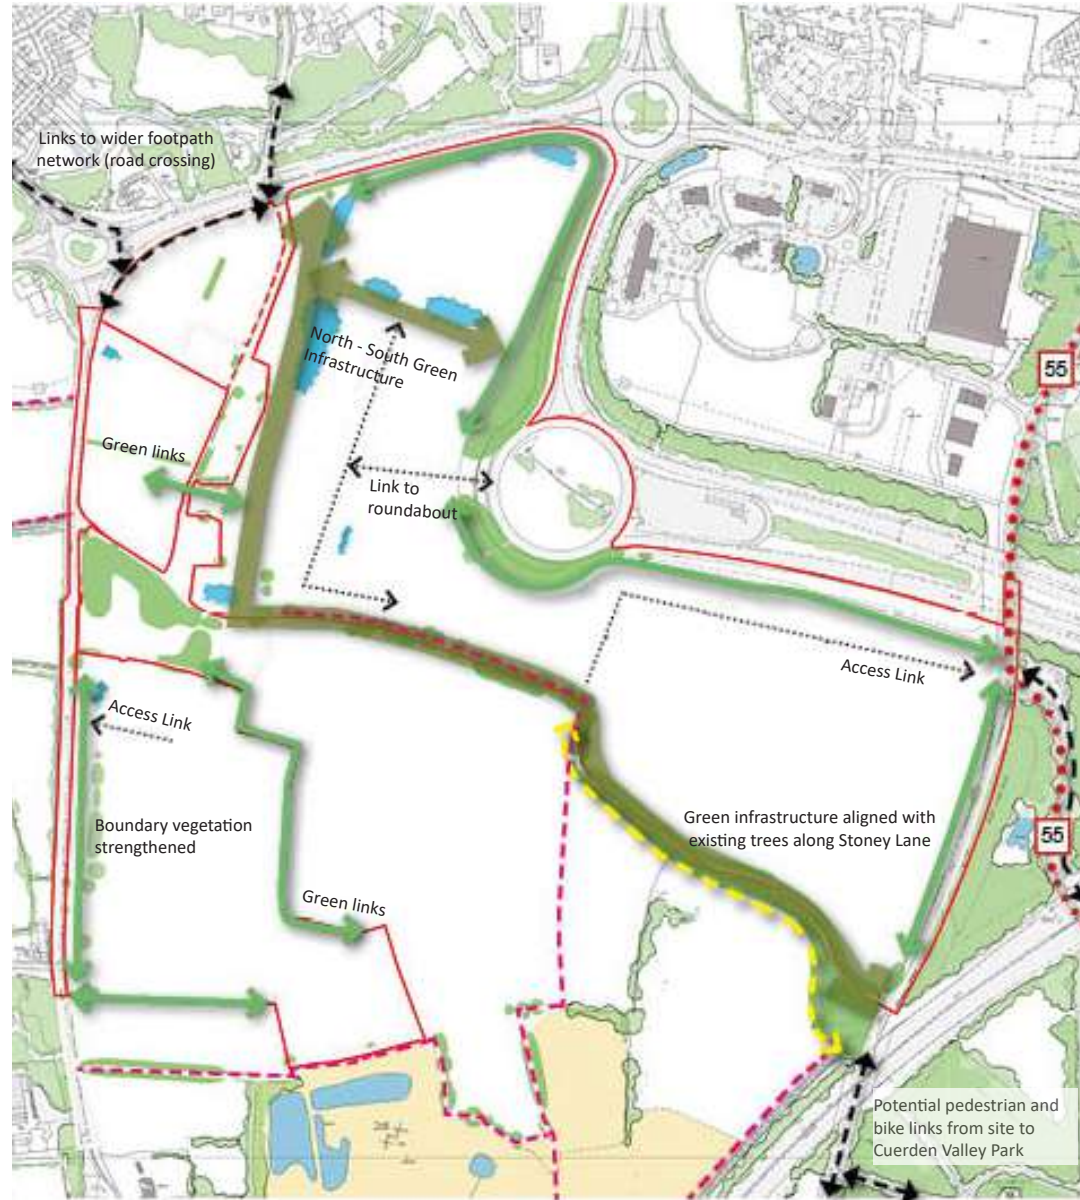 Links to wider footpath
network (road crossing)
North - South Green
Infrastructure
55
Green links
Link to
roundabout
Access Link
Access Link
Boundary vegetation
strengthened
Green infrastructure aligned with
existing trees along Stoney Lane
55
Green links
Potential pedestrian and
bike links from site to
Cuerden Valley Park